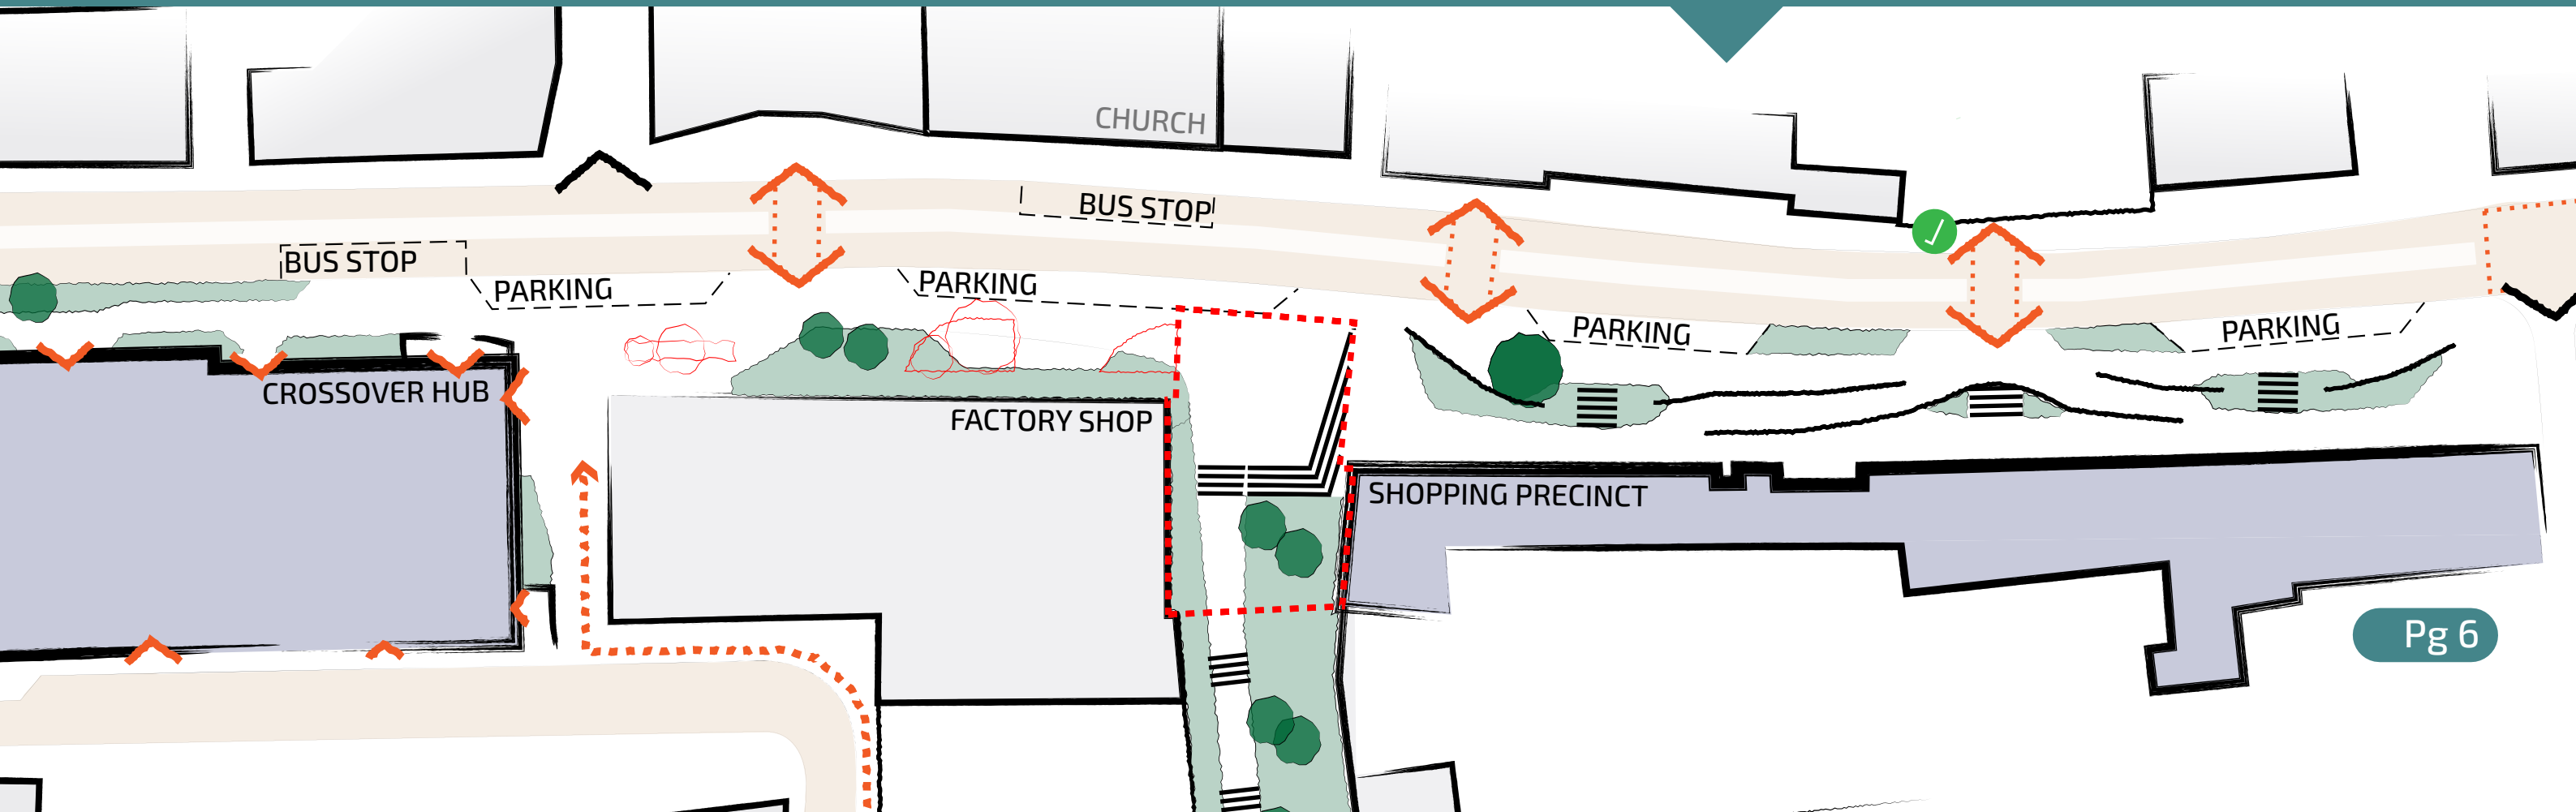 CHURCH
BUS STOP
BUS STOP
PARKING
PARKING
PARKING
PARKING
CROSSOVER HUB
FACTORY SHOP
SHOPPING PRECINCT
Pg 6